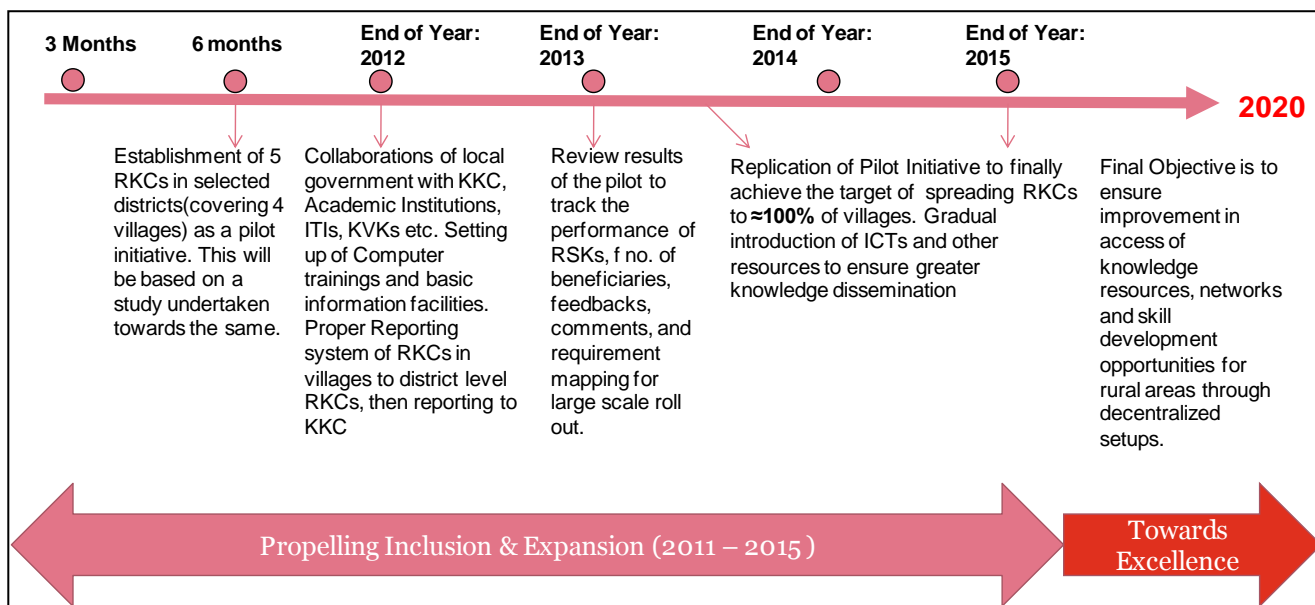 3 Months
6 months
End of Year:
2012
End of Year:
2013
End of Year:
2014
End of Year:
2015
2020
Establishment of 5
RKCs in selected
districts(covering 4
villages) as a pilot
initiative. This will
be based on a
study undertaken
towards the same.
Collaborations of local
government with KKC,
Academic Institutions,
ITIs, KVKs etc. Setting
up of Computer
trainings and basic
information facilities.
Proper Reporting
system of RKCs in
villages to district level
RKCs, then reporting to
KKC
Review results
of the pilot to
track the
performance of
RSKs, f no. of
beneficiaries,
feedbacks,
comments, and
requirement
mapping for
large scale roll
out.
Replication of Pilot Initiative to finally
achieve the target of spreading RKCs
to ≈100% of villages. Gradual
introduction of ICTs and other
resources to ensure greater
knowledge dissemination
Final Objective is to
ensure
improvement in
access of
knowledge
resources, networks
and skill
development
opportunities for
rural areas through
decentralized
setups.
Propelling Inclusion & Expansion (2011 – 2015 )
Towards
Excellence